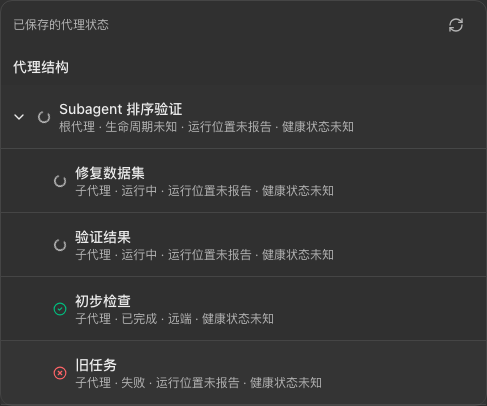 已保存的代理状态
代理结构
Subagent 排序验证
根代理 · 生命周期未知 · 运行位置未报告 · 健康状态未知
修复数据集
子代理 · 运行中 · 运行位置未报告 · 健康状态未知
验证结果
子代理 · 运行中 · 运行位置未报告 · 健康状态未知
初步检查
子代理 · 已完成 · 远端 · 健康状态未知
旧任务
子代理 · 失败 · 运行位置未报告 · 健康状态未知